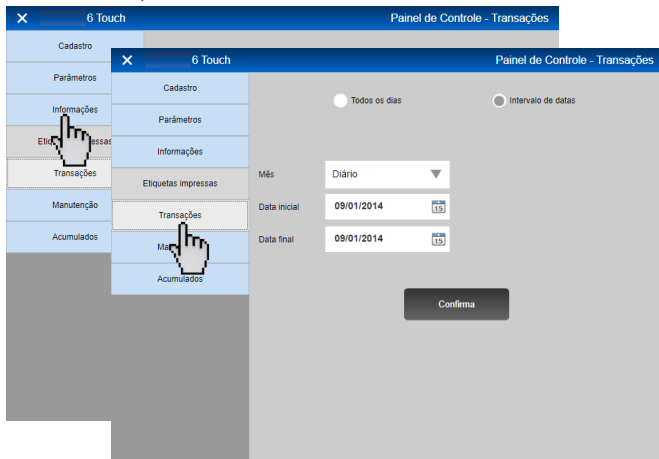 6 Touch
Painel de Controle - Transações
Cadastro
Parâmetros
Informações
Transações
Manutenção
Acumulados
6 Touch
Painel de Controle - Transações
Cadastro
Parâmetros
Informações
Etiquetas impressas
Transações
Acumulados
Todos os dias
Intervalo de datas
Mês
Diário
Data inicial
09/01/2014
15
Data final
09/01/2014
15
Confirma